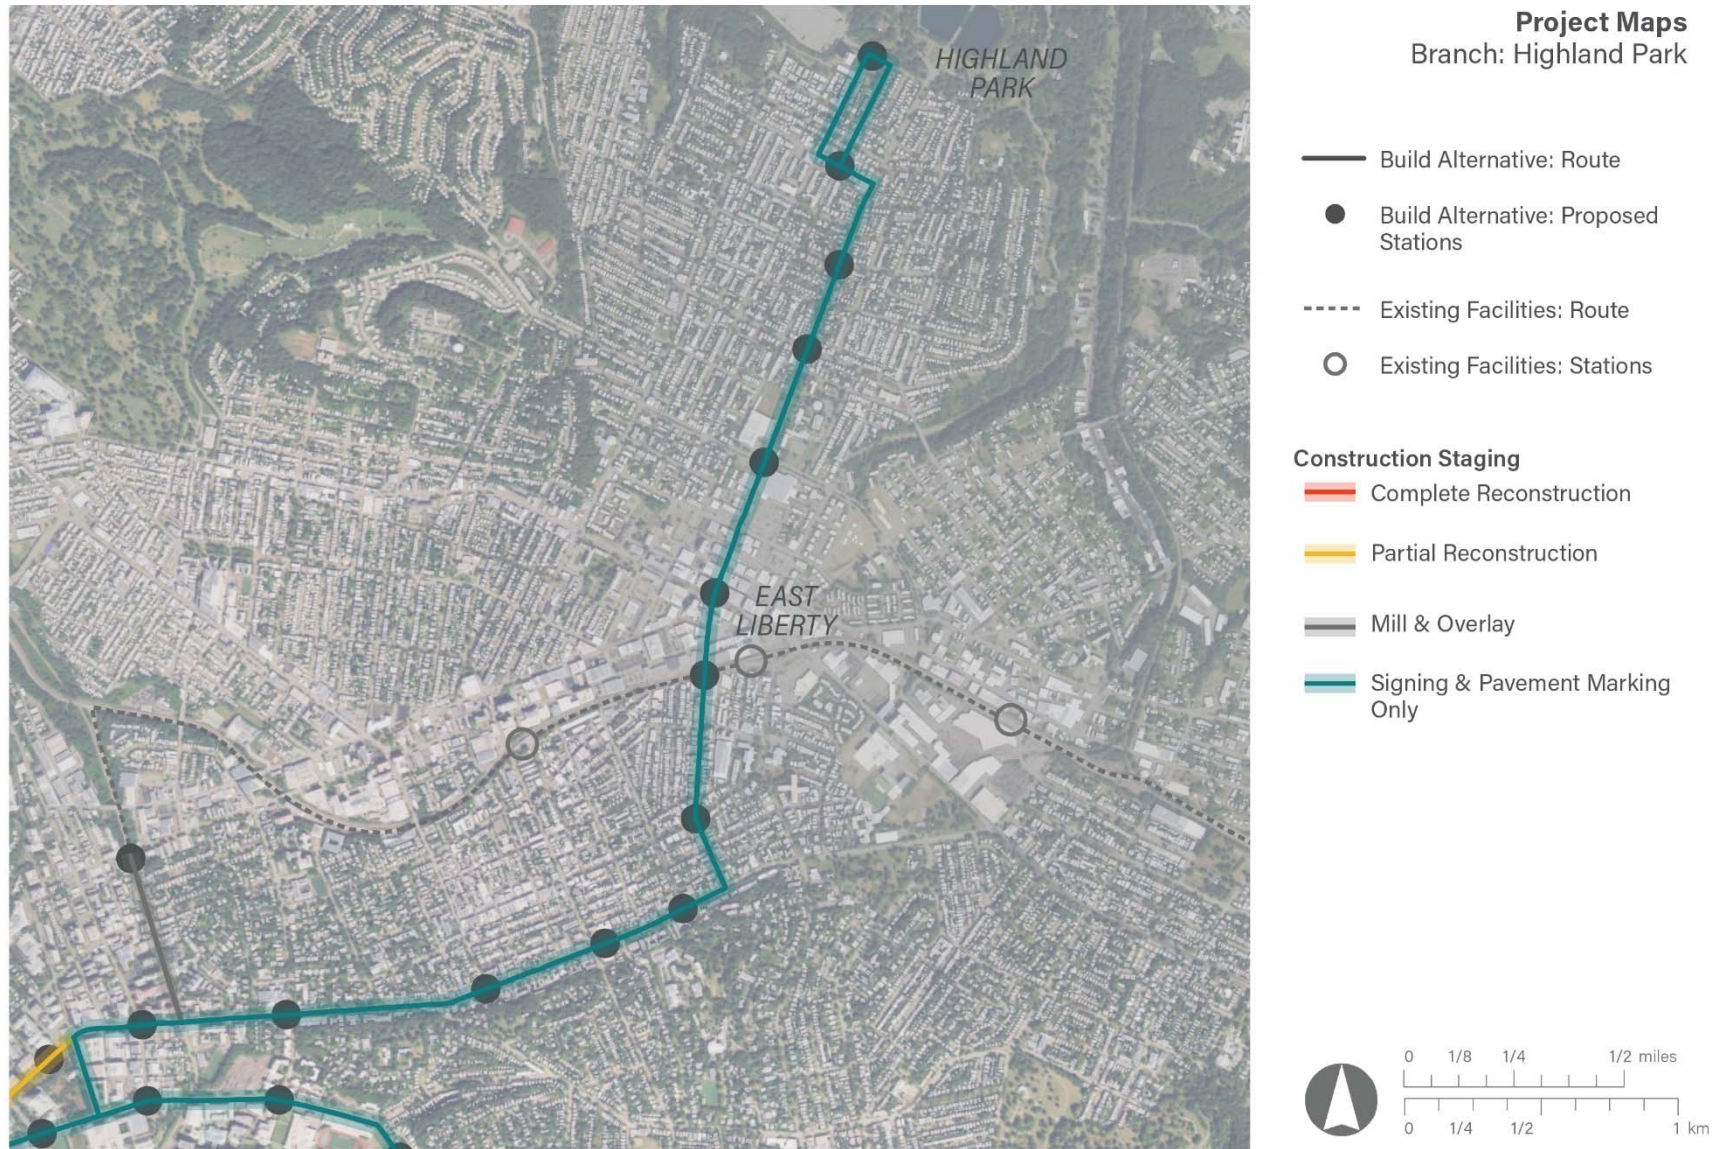 Project Maps
Branch: Highland Park
HIGHLAND
PARK
EAST
LIBERTY
Build Alternative: Route
Build Alternative: Proposed
Stations
Existing Facilities: Route
Existing Facilities: Stations
Construction Staging
Complete Reconstruction
Partial Reconstruction
Mill & Overlay
Signing & Pavement Marking
Only
0 1/8 1/4 1/2 miles
0 1/4 1/2 1 km